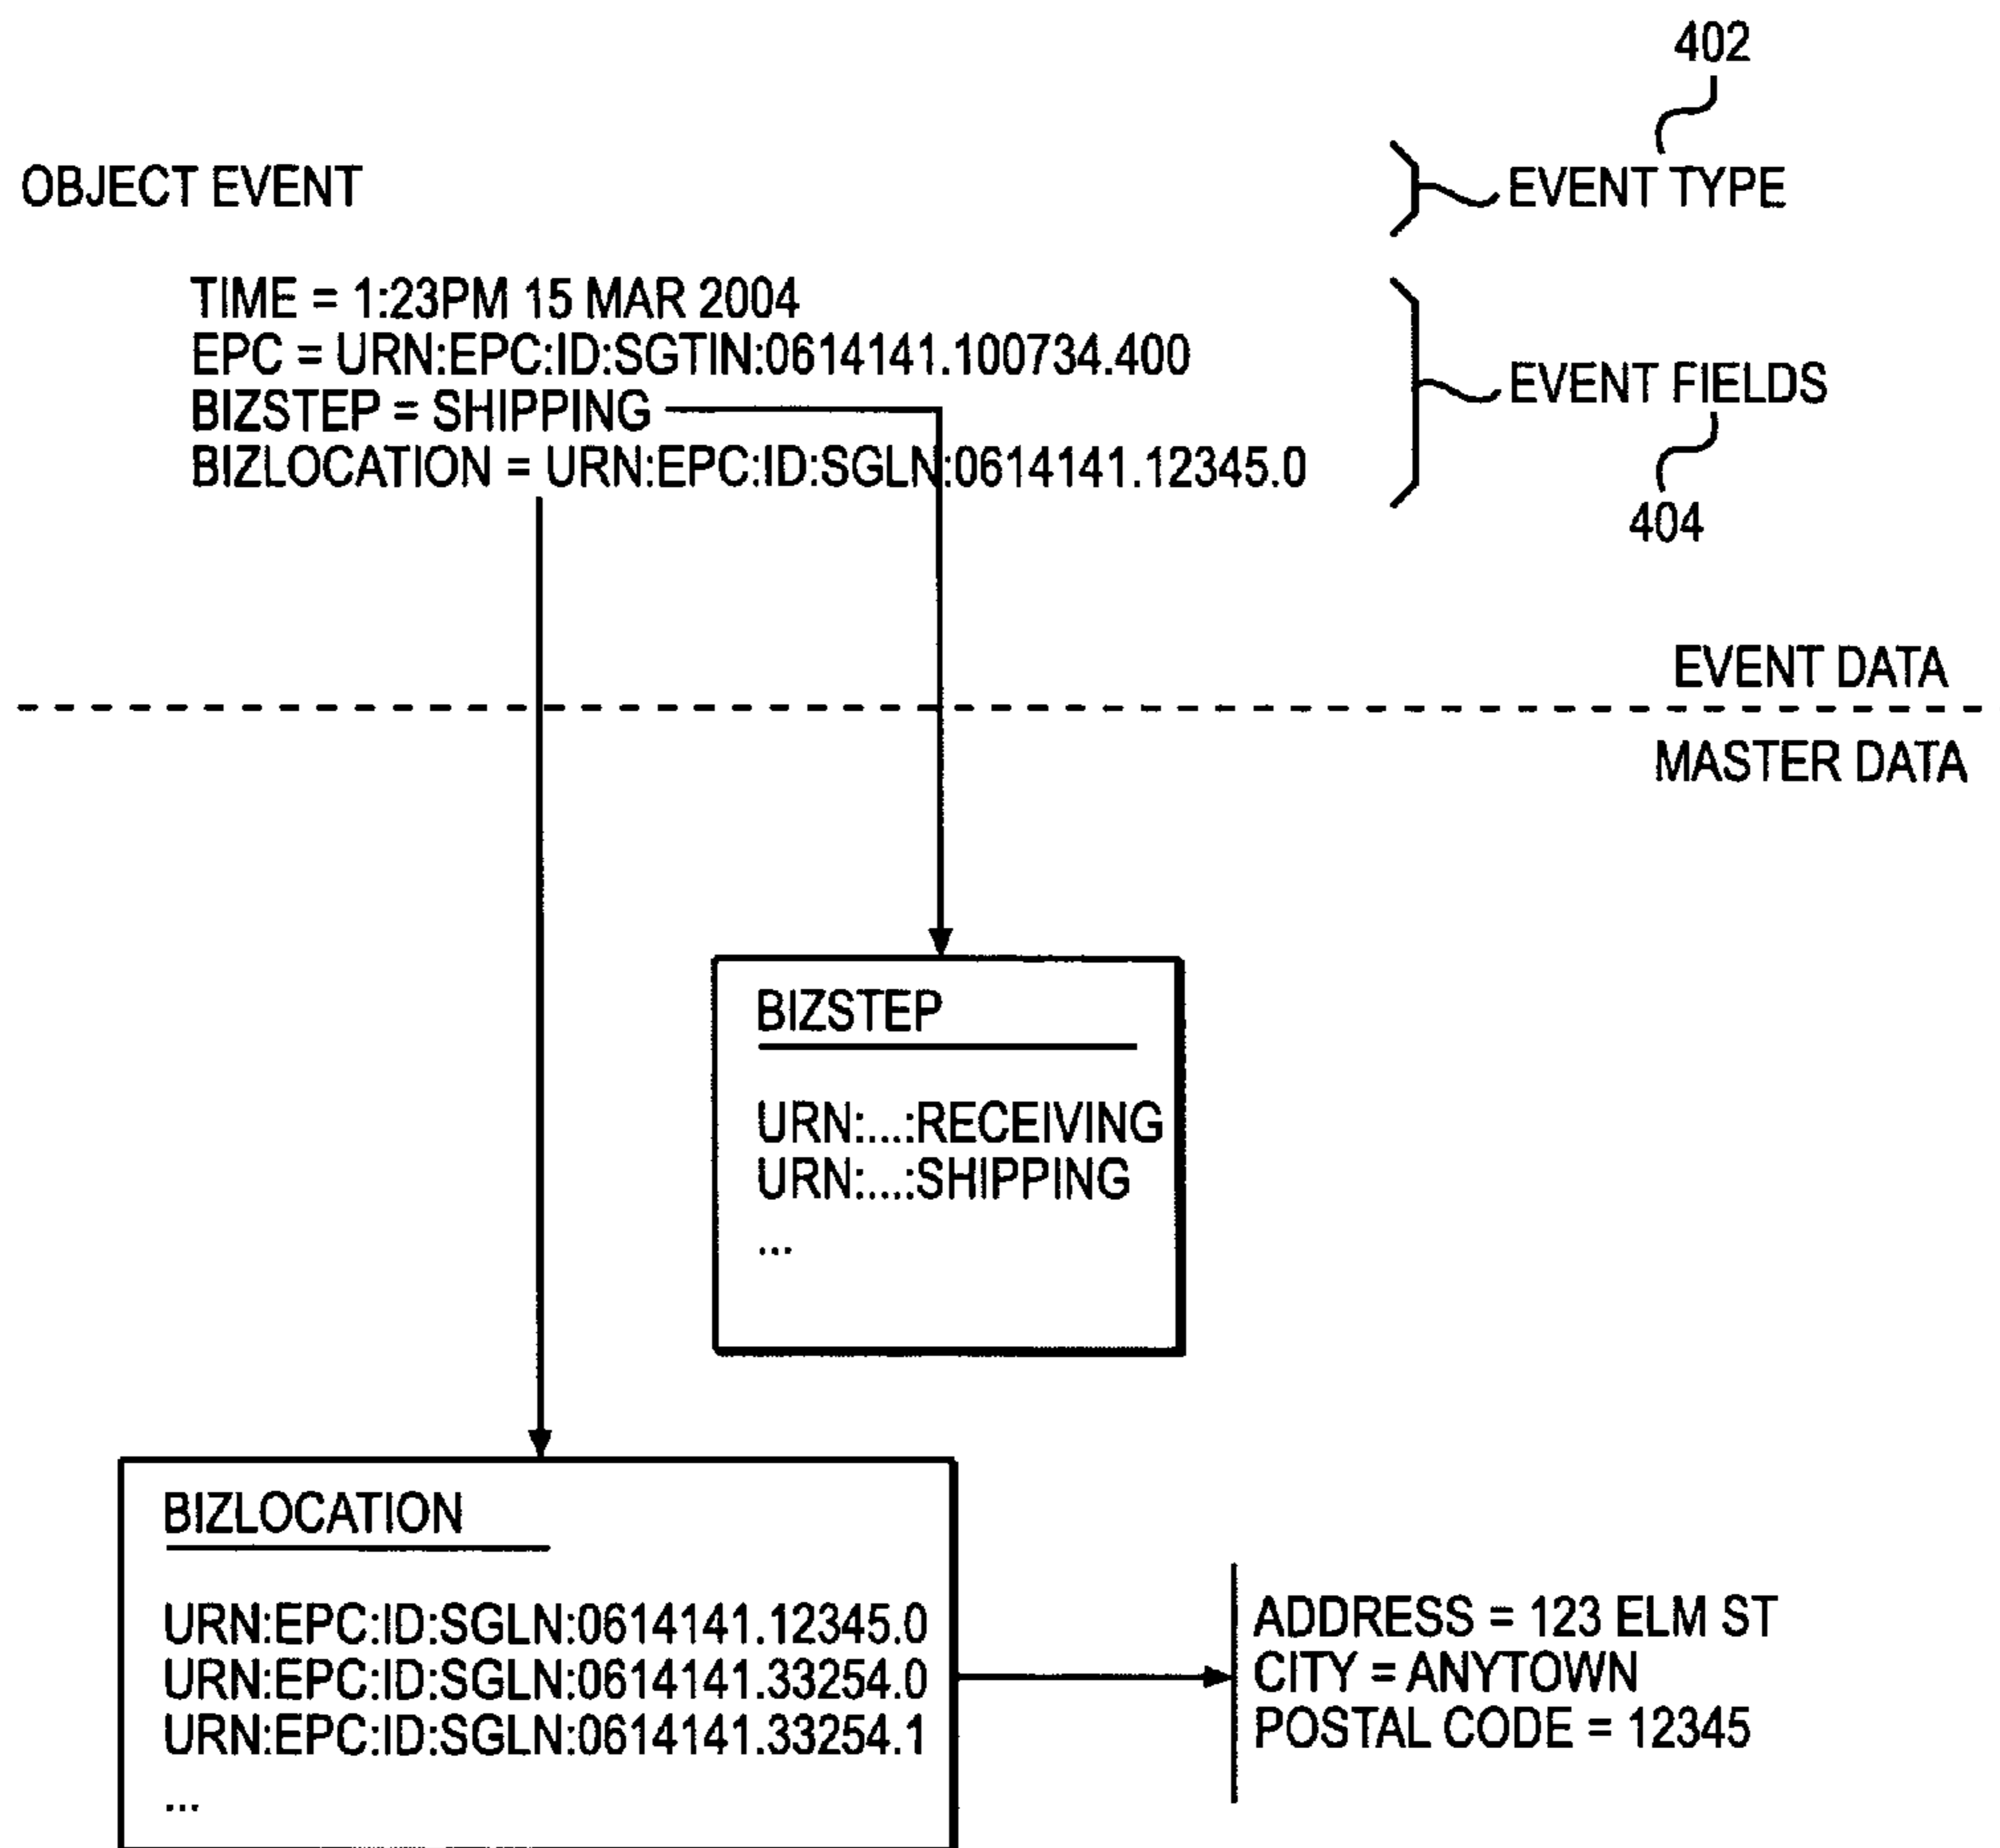 402
OBJECT EVENT
EVENT TYPE
TIME = 1:23PM 15 MAR 2004
EPC = URN:EPC:ID:SGTIN:0614141.100734.400
BIZSTEP = SHIPPING
BIZLOCATION = URN:EPC:ID:SGLN:0614141.12345.0
EVENT FIELDS
404
EVENT DATA
MASTER DATA
BIZSTEP
URN:...:RECEIVING
URN:...:SHIPPING
...
BIZLOCATION
URN:EPC:ID:SGLN:0614141.12345.0
URN:EPC:ID:SGLN:0614141.33254.0
URN:EPC:ID:SGLN:0614141.33254.1
...
ADDRESS = 123 ELM ST
CITY = ANYTOWN
POSTAL CODE = 12345